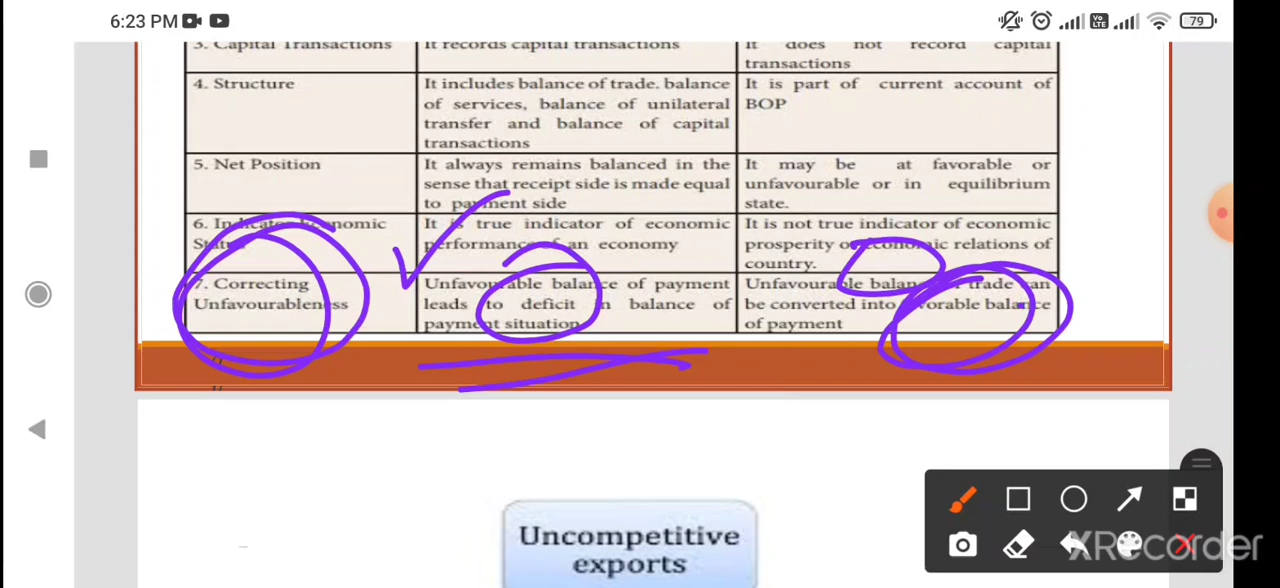 6:23 PM
Vo LTE
79
3. Capital Transactions
It records capital transactions
It does not record capital
transactions
4. Structure
It includes balance of trade. balance
of services, balance of unilateral
transfer and balance of capital
transactions
It is part of current account of
BOP
5. Net Position
It always remains balanced in the
sense that receipt side is made equal
to payment side
It may be at favorable or
unfavourable or in equilibrium
state.
6. Indicator Economic
Status
It is true indicator of economic
performance of an economy
It is not true indicator of economic
prosperity or economic relations of
country.
7. Correcting
Unfavourableness
Unfavourable balance of payment
leads to deficit in balance of
payment situation
Unfavourable balance of trade can
be converted into favorable balance
of payment
Uncompetitive
exports
XRecorder